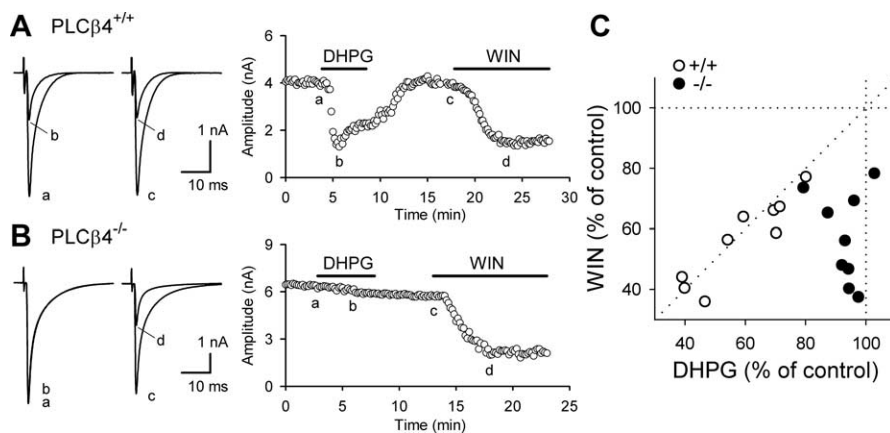 A PLCβ4+/+
b
a
d
c
1 nA
10 ms
Amplitude (nA)
6
4
2
0
DHPG
WIN
a
b
c
d
0 5 10 15 20 25 30
Time (min)
B PLCβ4-/-
b
a
d
c
1 nA
10 ms
Amplitude (nA)
9
6
3
0
DHPG
WIN
a
b
c
d
0 5 10 15 20 25
Time (min)
C
+/+
-/-
WIN (% of control)
100
80
60
40
40 60 80 100
DHPG (% of control)